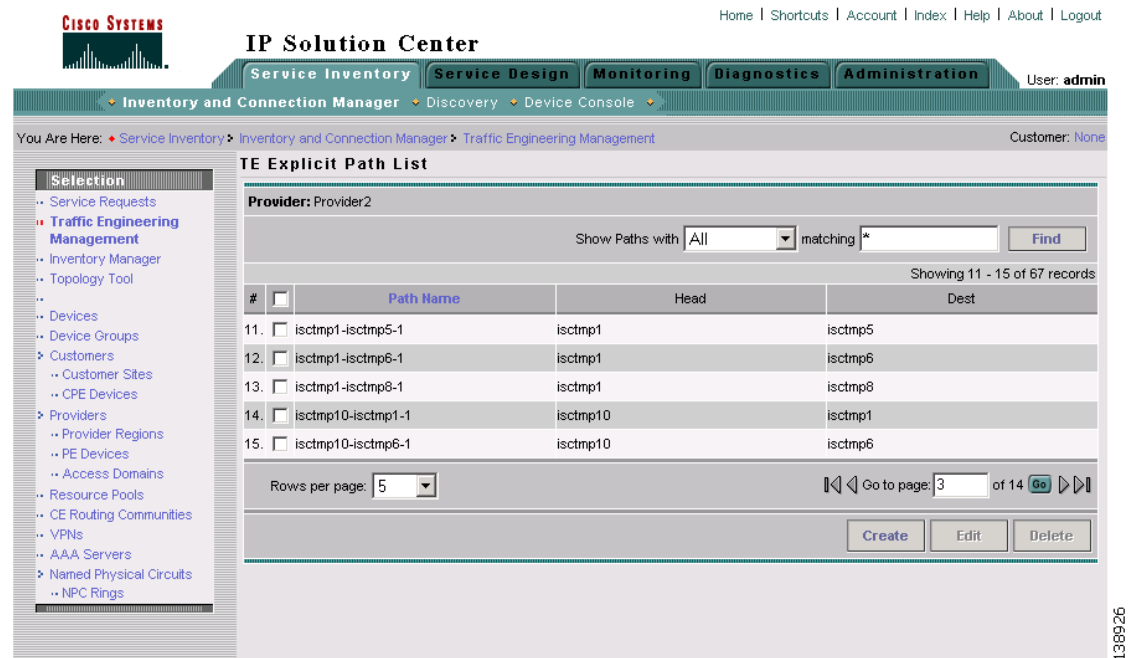 Home | Shortcuts | Account | Index | Help | About | Logout
CISCO SYSTEMS
IP Solution Center
Service Inventory Service Design Monitoring Diagnostics Administration
User: admin
Inventory and Connection Manager Discovery Device Console
You Are Here: Service Inventory Inventory and Connection Manager Traffic Engineering Management
Customer: None
Selection
Service Requests
Traffic Engineering
Management
Inventory Manager
Topology Tool
Devices
Device Groups
Customers
Customer Sites
CPE Devices
Providers
Provider Regions
PE Devices
Access Domains
Resource Pools
CE Routing Communities
VPNs
AAA Servers
Named Physical Circuits
NPC Rings
TE Explicit Path List
Provider: Provider2
Show Paths with All matching * Find
Showing 11 - 15 of 67 records
# Path Name Head Dest
11. isctmp1-isctmp5-1 isctmp1 isctmp5
12. isctmp1-isctmp6-1 isctmp1 isctmp6
13. isctmp1-isctmp8-1 isctmp1 isctmp8
14. isctmp10-isctmp1-1 isctmp10 isctmp1
15. isctmp10-isctmp6-1 isctmp10 isctmp6
Rows per page: 5
Go to page: 3 of 14 Go
Create Edit Delete
138926